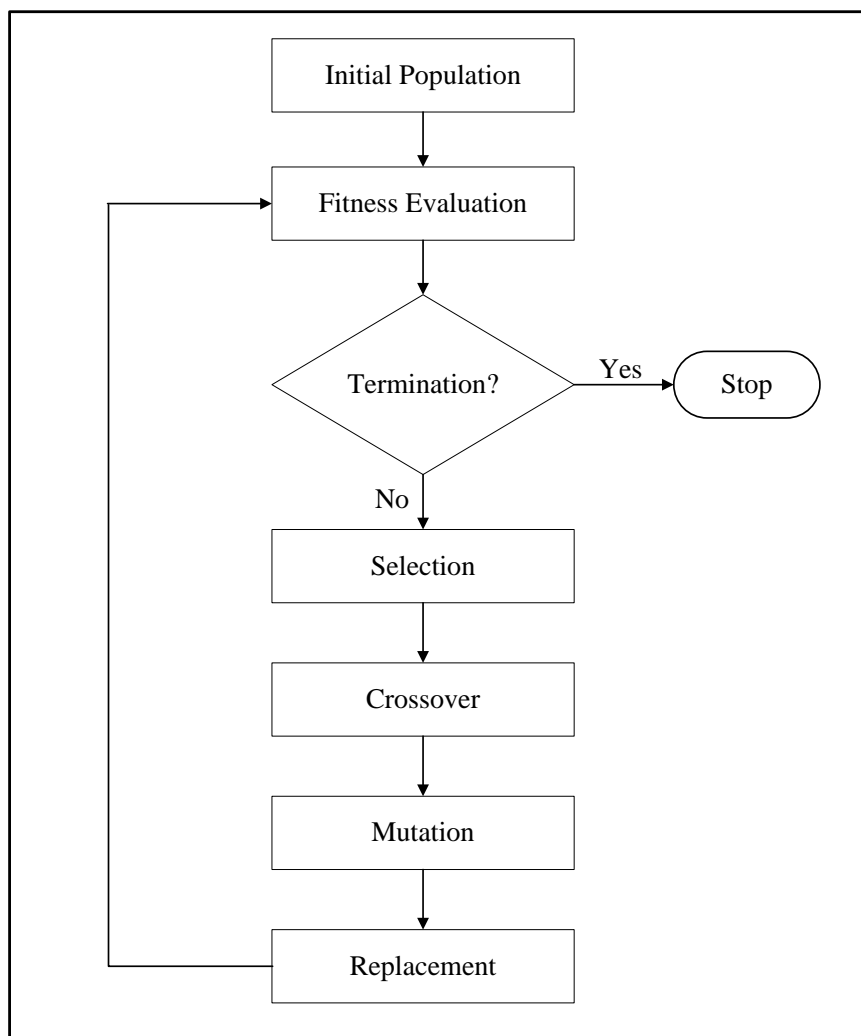 Initial Population
Fitness Evaluation
Termination?
Yes
Stop
No
Selection
Crossover
Mutation
Replacement